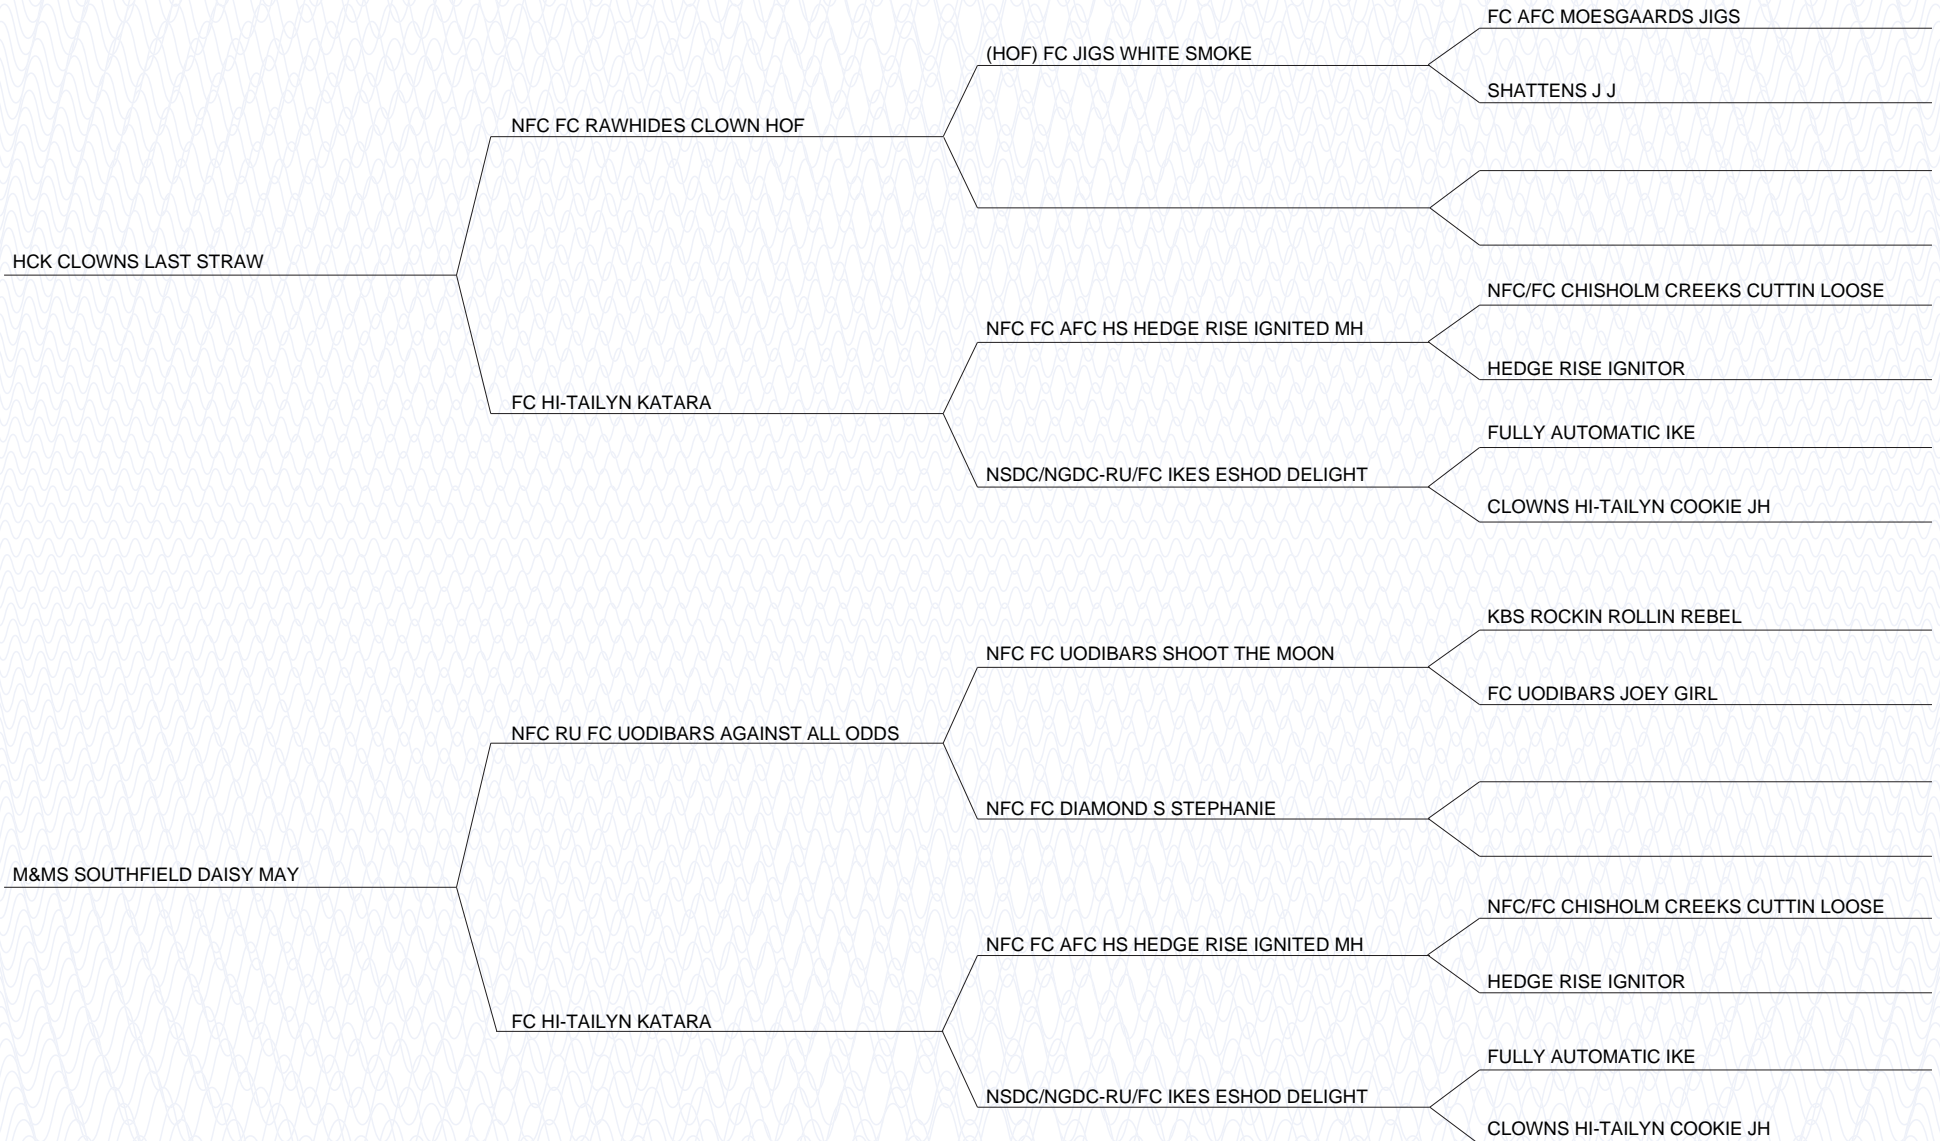 FC AFC MOESGAARDS JIGS
(HOF) FC JIGS WHITE SMOKE
SHATTENS J J
NFC FC RAWHIDES CLOWN HOF
HCK CLOWNS LAST STRAW
NFC/FC CHISHOLM CREEKS CUTTIN LOOSE
NFC FC AFC HS HEDGE RISE IGNITED MH
HEDGE RISE IGNITOR
FC HI-TAILYN KATARA
FULLY AUTOMATIC IKE
NSDC/NGDC-RU/FC IKES ESHOD DELIGHT
CLOWNS HI-TAILYN COOKIE JH
KBS ROCKIN ROLLIN REBEL
NFC FC UODIBARS SHOOT THE MOON
FC UODIBARS JOEY GIRL
NFC RU FC UODIBARS AGAINST ALL ODDS
NFC FC DIAMOND S STEPHANIE
M&MS SOUTHFIELD DAISY MAY
NFC/FC CHISHOLM CREEKS CUTTIN LOOSE
NFC FC AFC HS HEDGE RISE IGNITED MH
HEDGE RISE IGNITOR
FC HI-TAILYN KATARA
FULLY AUTOMATIC IKE
NSDC/NGDC-RU/FC IKES ESHOD DELIGHT
CLOWNS HI-TAILYN COOKIE JH